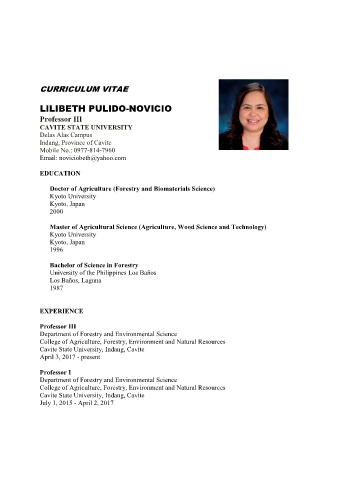 CURRICULUM VITAE
LILIBETH PULIDO-NOVICIO
Professor III
CAVITE STATE UNIVERSITY
Delas Alas Campus
Indang, Province of Cavite
Mobile No.: 0977-814-7960
Email: noviciobeth@yahoo.com
EDUCATION
Doctor of Agriculture (Forestry and Biomaterials Science)
Kyoto University
Kyoto, Japan
2000
Master of Agricultural Science (Agriculture, Wood Science and Technology)
Kyoto University
Kyoto, Japan
1996
Bachelor of Science in Forestry
University of the Philippines Los Baños
Los Baños, Laguna
1987
EXPERIENCE
Professor III
Department of Forestry and Environmental Science
College of Agriculture, Forestry, Environment and Natural Resources
Cavite State University, Indang, Cavite
April 3, 2017 - present
Professor I
Department of Forestry and Environmental Science
College of Agriculture, Forestry, Environment and Natural Resources
Cavite State University, Indang, Cavite
July 1, 2015 - April 2, 2017